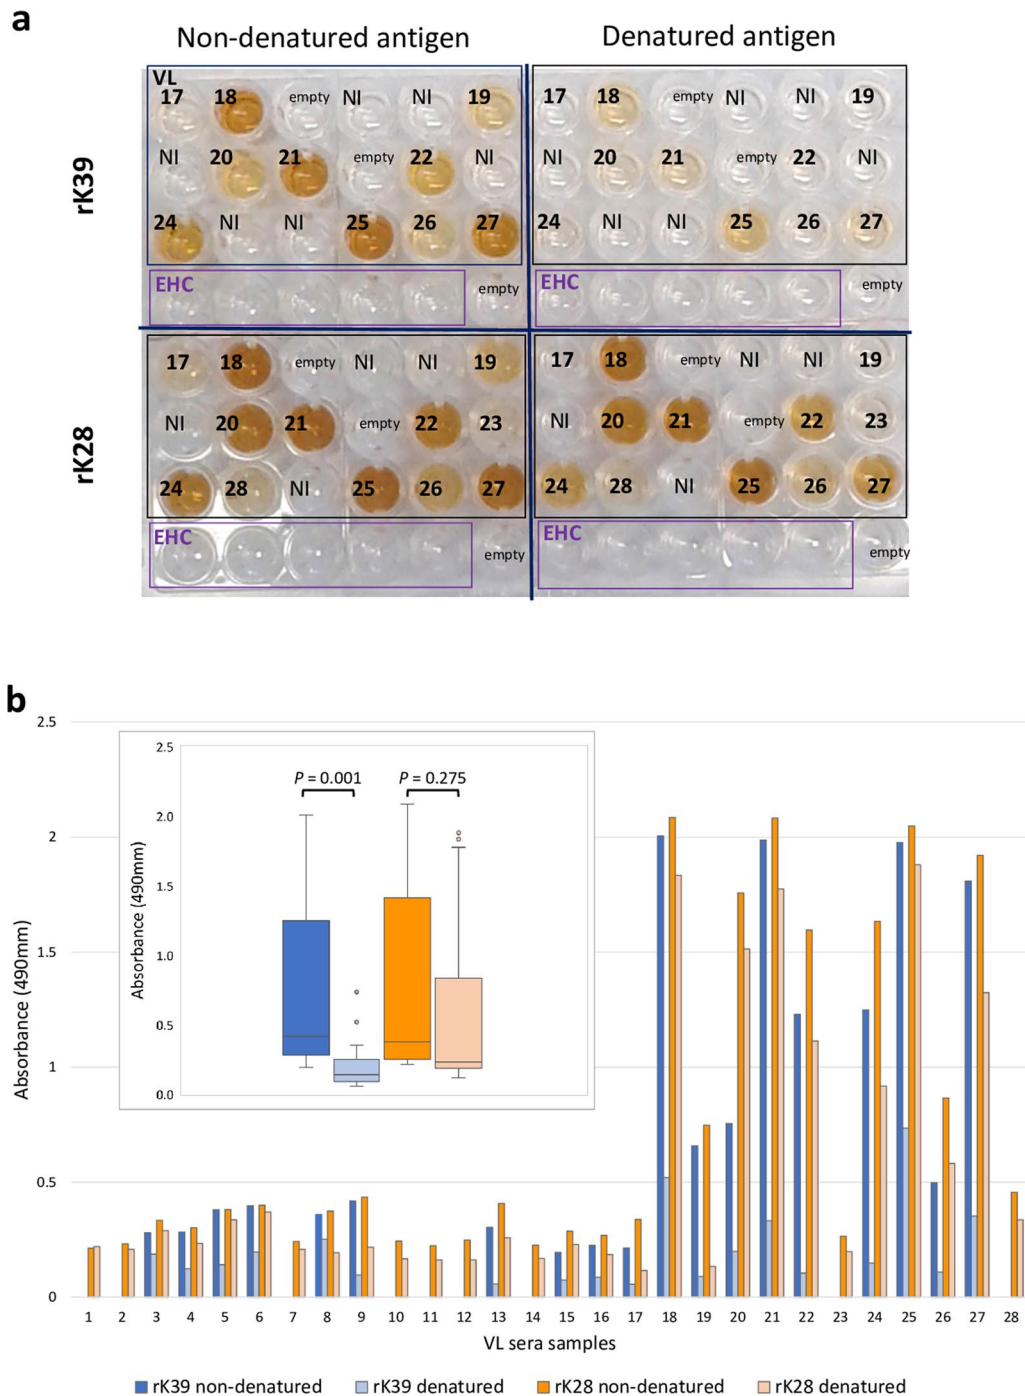 a
Non-denatured antigen Denatured antigen
rK39
VL
17 18 empty NI NI 19
NI 20 21 empty 22 NI
24 NI NI 25 26 27
EHC empty
17 18 empty NI NI 19
NI 20 21 empty 22 NI
24 NI NI 25 26 27
EHC empty
rK28
17 18 empty NI NI 19
NI 20 21 empty 22 23
24 28 NI 25 26 27
EHC empty
17 18 empty NI NI 19
NI 20 21 empty 22 23
24 28 NI 25 26 27
EHC empty
b
Absorbance (490mm)
2.5
2
1.5
1
0.5
0
Absorbance (490mm)
2.5
2.0
1.5
1.0
0.5
0.0
P = 0.001 P = 0.275
1 2 3 4 5 6 7 8 9 10 11 12 13 14 15 16 17 18 19 20 21 22 23 24 25 26 27 28
VL sera samples
rK39 non-denatured rK39 denatured rK28 non-denatured rK28 denatured